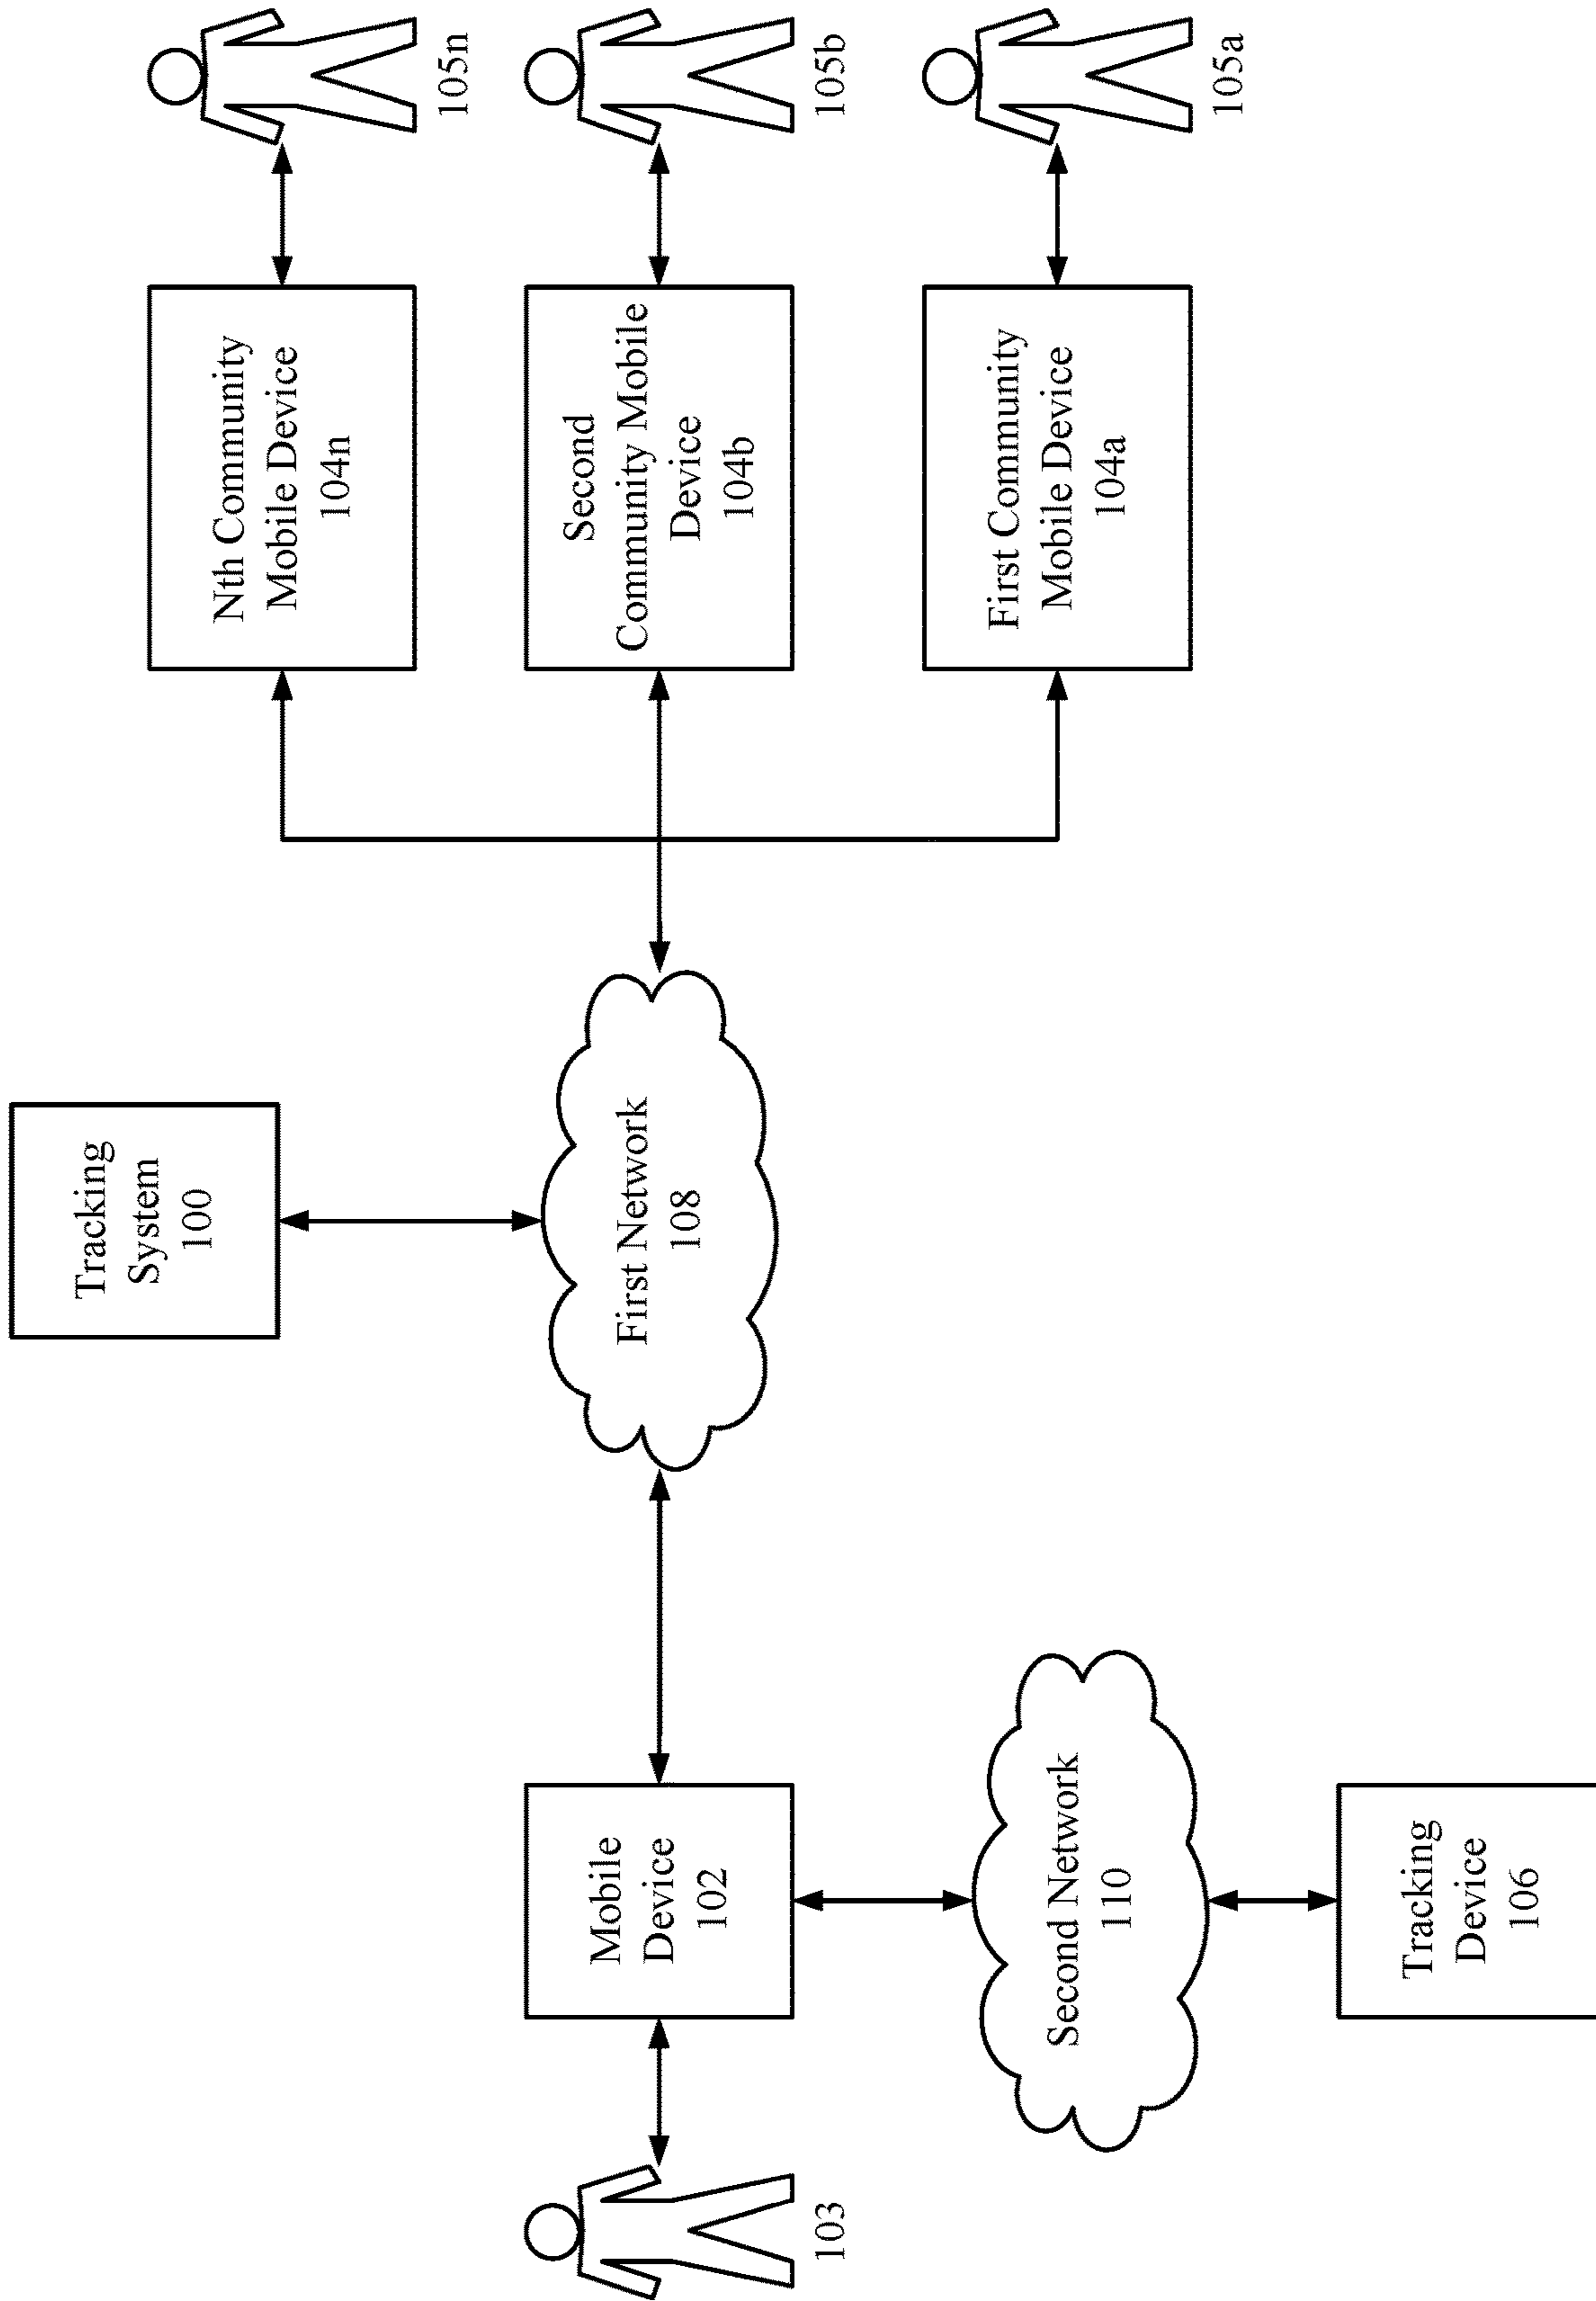 Tracking
System
100
Nth Community
Mobile Device
104n
105n
103
Mobile
Device
102
First Network
108
Second
Community Mobile
Device
104b
105b
Second Network
110
First Community
Mobile Device
104a
105a
Tracking
Device
106